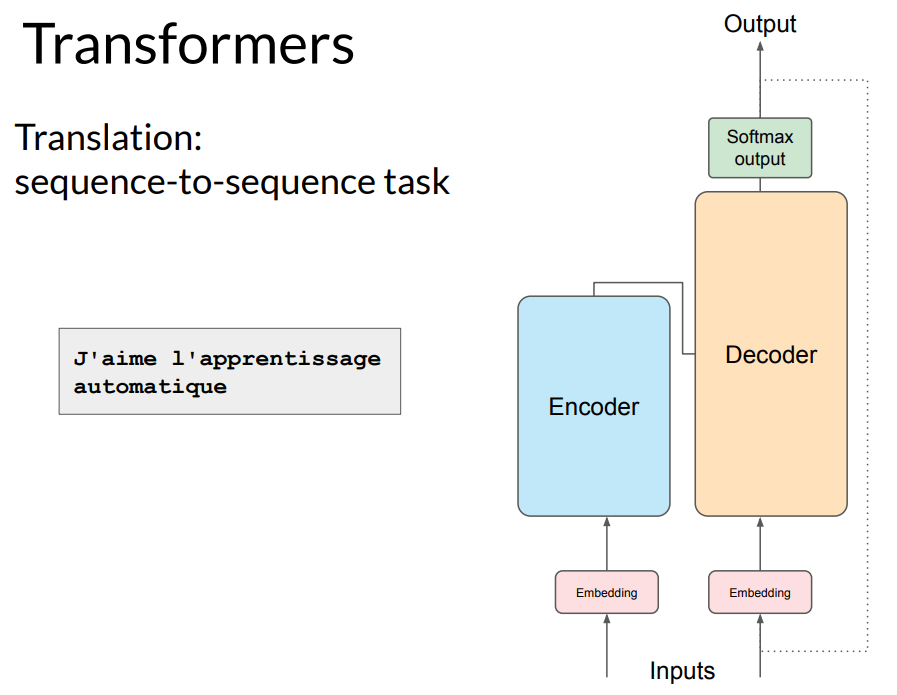 Transformers
Translation:
sequence-to-sequence task
J'aime l'apprentissage
automatique
Output
Softmax
output
Decoder
Encoder
Embedding
Embedding
Inputs